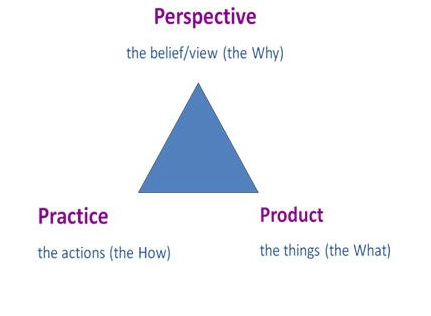 Perspective
the belief/view (the Why)
Practice
the actions (the How)
Product
the things (the What)